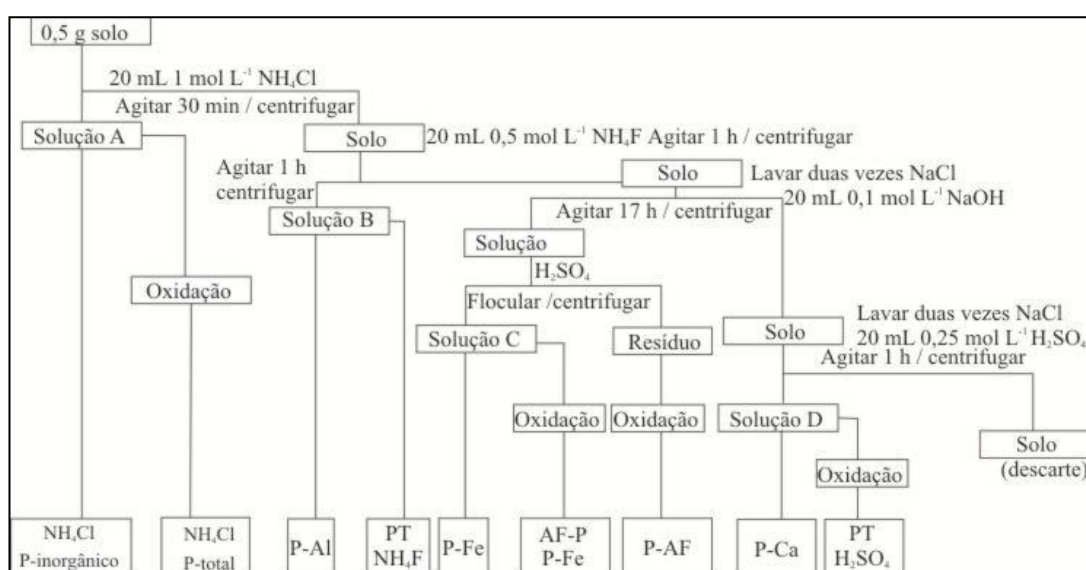 0,5 g solo
20 mL 1 mol L⁻¹ NH₄Cl
Agitar 30 min / centrifugar
Solução A
Solo
20 mL 0,5 mol L⁻¹ NH₄F Agitar 1 h / centrifugar
Agitar 1 h
centrifugar
Solo
Lavar duas vezes NaCl
20 mL 0,1 mol L⁻¹ NaOH
Solução B
Agitar 17 h / centrifugar
Solução
H₂SO₄
Oxidação
Flocular /centrifugar
Solução C
Resíduo
Solo
Lavar duas vezes NaCl
20 mL 0,25 mol L⁻¹ H₂SO₄
Agitar 1 h / centrifugar
Oxidação
Oxidação
Solução D
Solo
(descarte)
Oxidação
NH₄Cl
P-inorgânico
NH₄Cl
P-total
P-Al
PT
NH₄F
P-Fe
AF-P
P-Fe
P-AF
P-Ca
PT
H₂SO₄